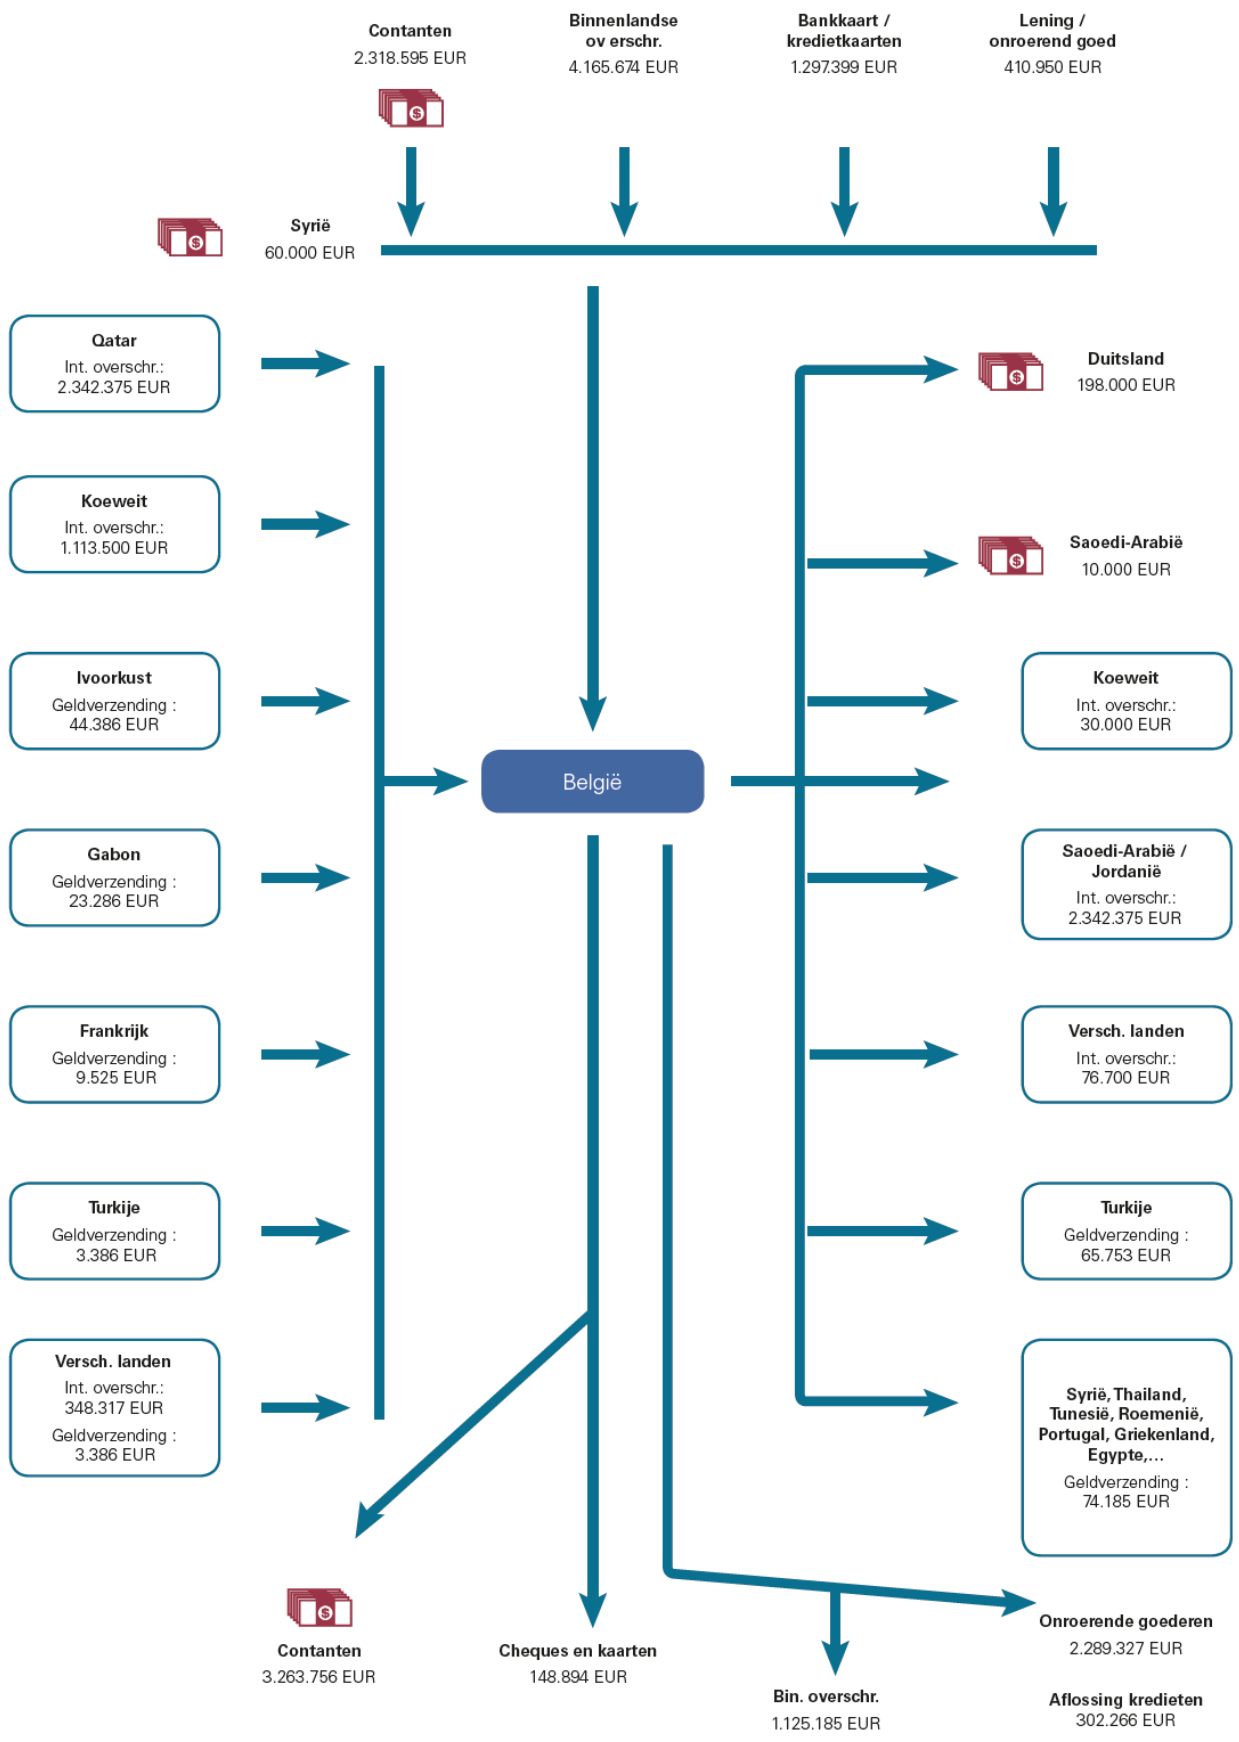 Contanten
2.318.595 EUR
Binnenlandse
ov erschr.
4.165.674 EUR
Bankkaart /
kredietkaarten
1.297.399 EUR
Lening /
onroerend goed
410.950 EUR
Syrië
60.000 EUR
Qatar
Int. overschr.:
2.342.375 EUR
Koeweit
Int. overschr.:
1.113.500 EUR
Ivoorkust
Geldverzending :
44.386 EUR
Gabon
Geldverzending :
23.286 EUR
Frankrijk
Geldverzending :
9.525 EUR
Turkije
Geldverzending :
3.386 EUR
Versch. landen
Int. overschr.:
348.317 EUR
Geldverzending :
3.386 EUR
België
Duitsland
198.000 EUR
Saoedi-Arabië
10.000 EUR
Koeweit
Int. overschr.:
30.000 EUR
Saoedi-Arabië /
Jordanië
Int. overschr.:
2.342.375 EUR
Versch. landen
Int. overschr.:
76.700 EUR
Turkije
Geldverzending :
65.753 EUR
Syrië, Thailand,
Tunesië, Roemenië,
Portugal, Griekenland,
Egypte,...
Geldverzending :
74.185 EUR
Contanten
3.263.756 EUR
Cheques en kaarten
148.894 EUR
Bin. overschr.
1.125.185 EUR
Onroerende goederen
2.289.327 EUR
Aflossing kredieten
302.266 EUR